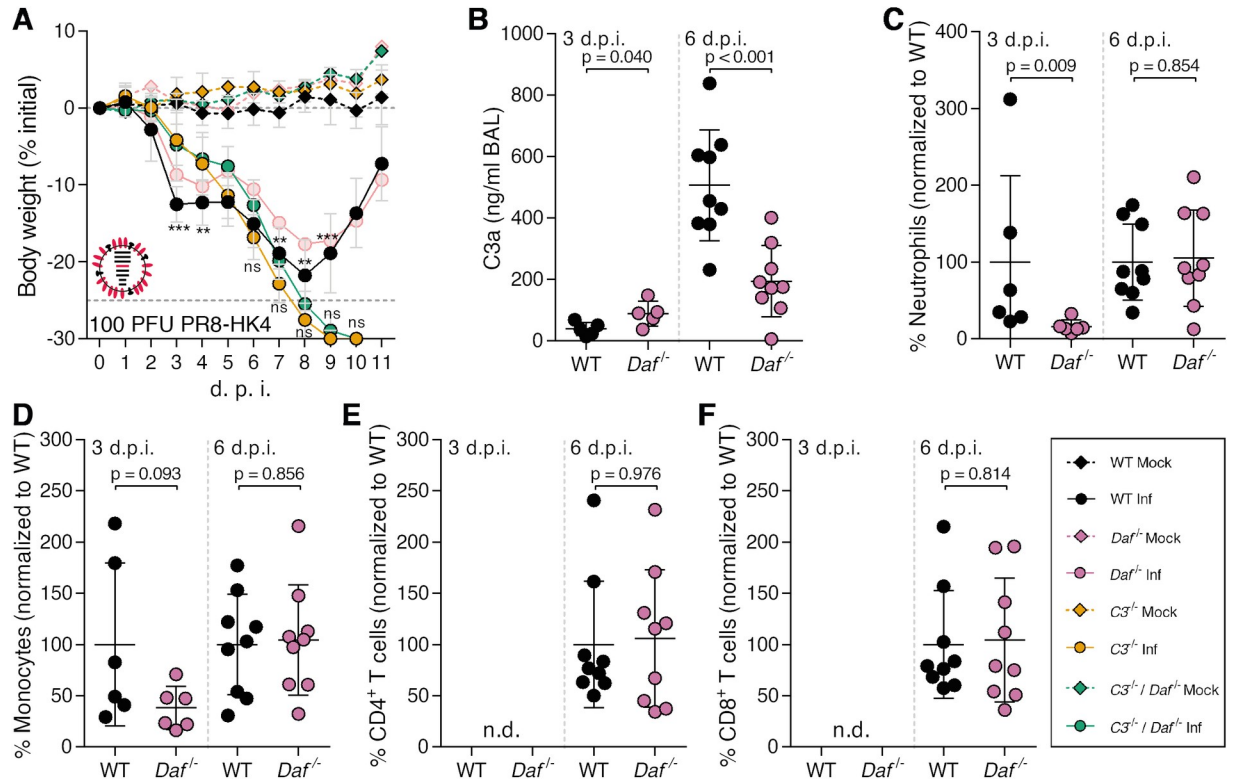 A
Body weight (% initial)
10
0
-10
-20
-30
*** ** ** ** ***
ns ns ns ns
100 PFU PR8-HK4
0 1 2 3 4 5 6 7 8 9 10 11
d. p. i.
B
C3a (ng/ml BAL)
1000
800
600
400
200
0
3 d.p.i. 6 d.p.i.
p = 0.040 p < 0.001
WT Daf-/- WT Daf-/-
C
% Neutrophils (normalized to WT)
400
300
200
100
0
3 d.p.i. 6 d.p.i.
p = 0.009 p = 0.854
WT Daf-/- WT Daf-/-
D
% Monocytes (normalized to WT)
300
250
200
150
100
50
0
3 d.p.i. 6 d.p.i.
p = 0.093 p = 0.856
WT Daf-/- WT Daf-/-
E
% CD4+ T cells (normalized to WT)
300
250
200
150
100
50
0
3 d.p.i. 6 d.p.i.
p = 0.976
n.d.
WT Daf-/- WT Daf-/-
F
% CD8+ T cells (normalized to WT)
300
250
200
150
100
50
0
3 d.p.i. 6 d.p.i.
p = 0.814
n.d.
WT Daf-/- WT Daf-/-
WT Mock
WT Inf
Daf-/- Mock
Daf-/- Inf
C3-/- Mock
C3-/- Inf
C3-/- / Daf-/- Mock
C3-/- / Daf-/- Inf